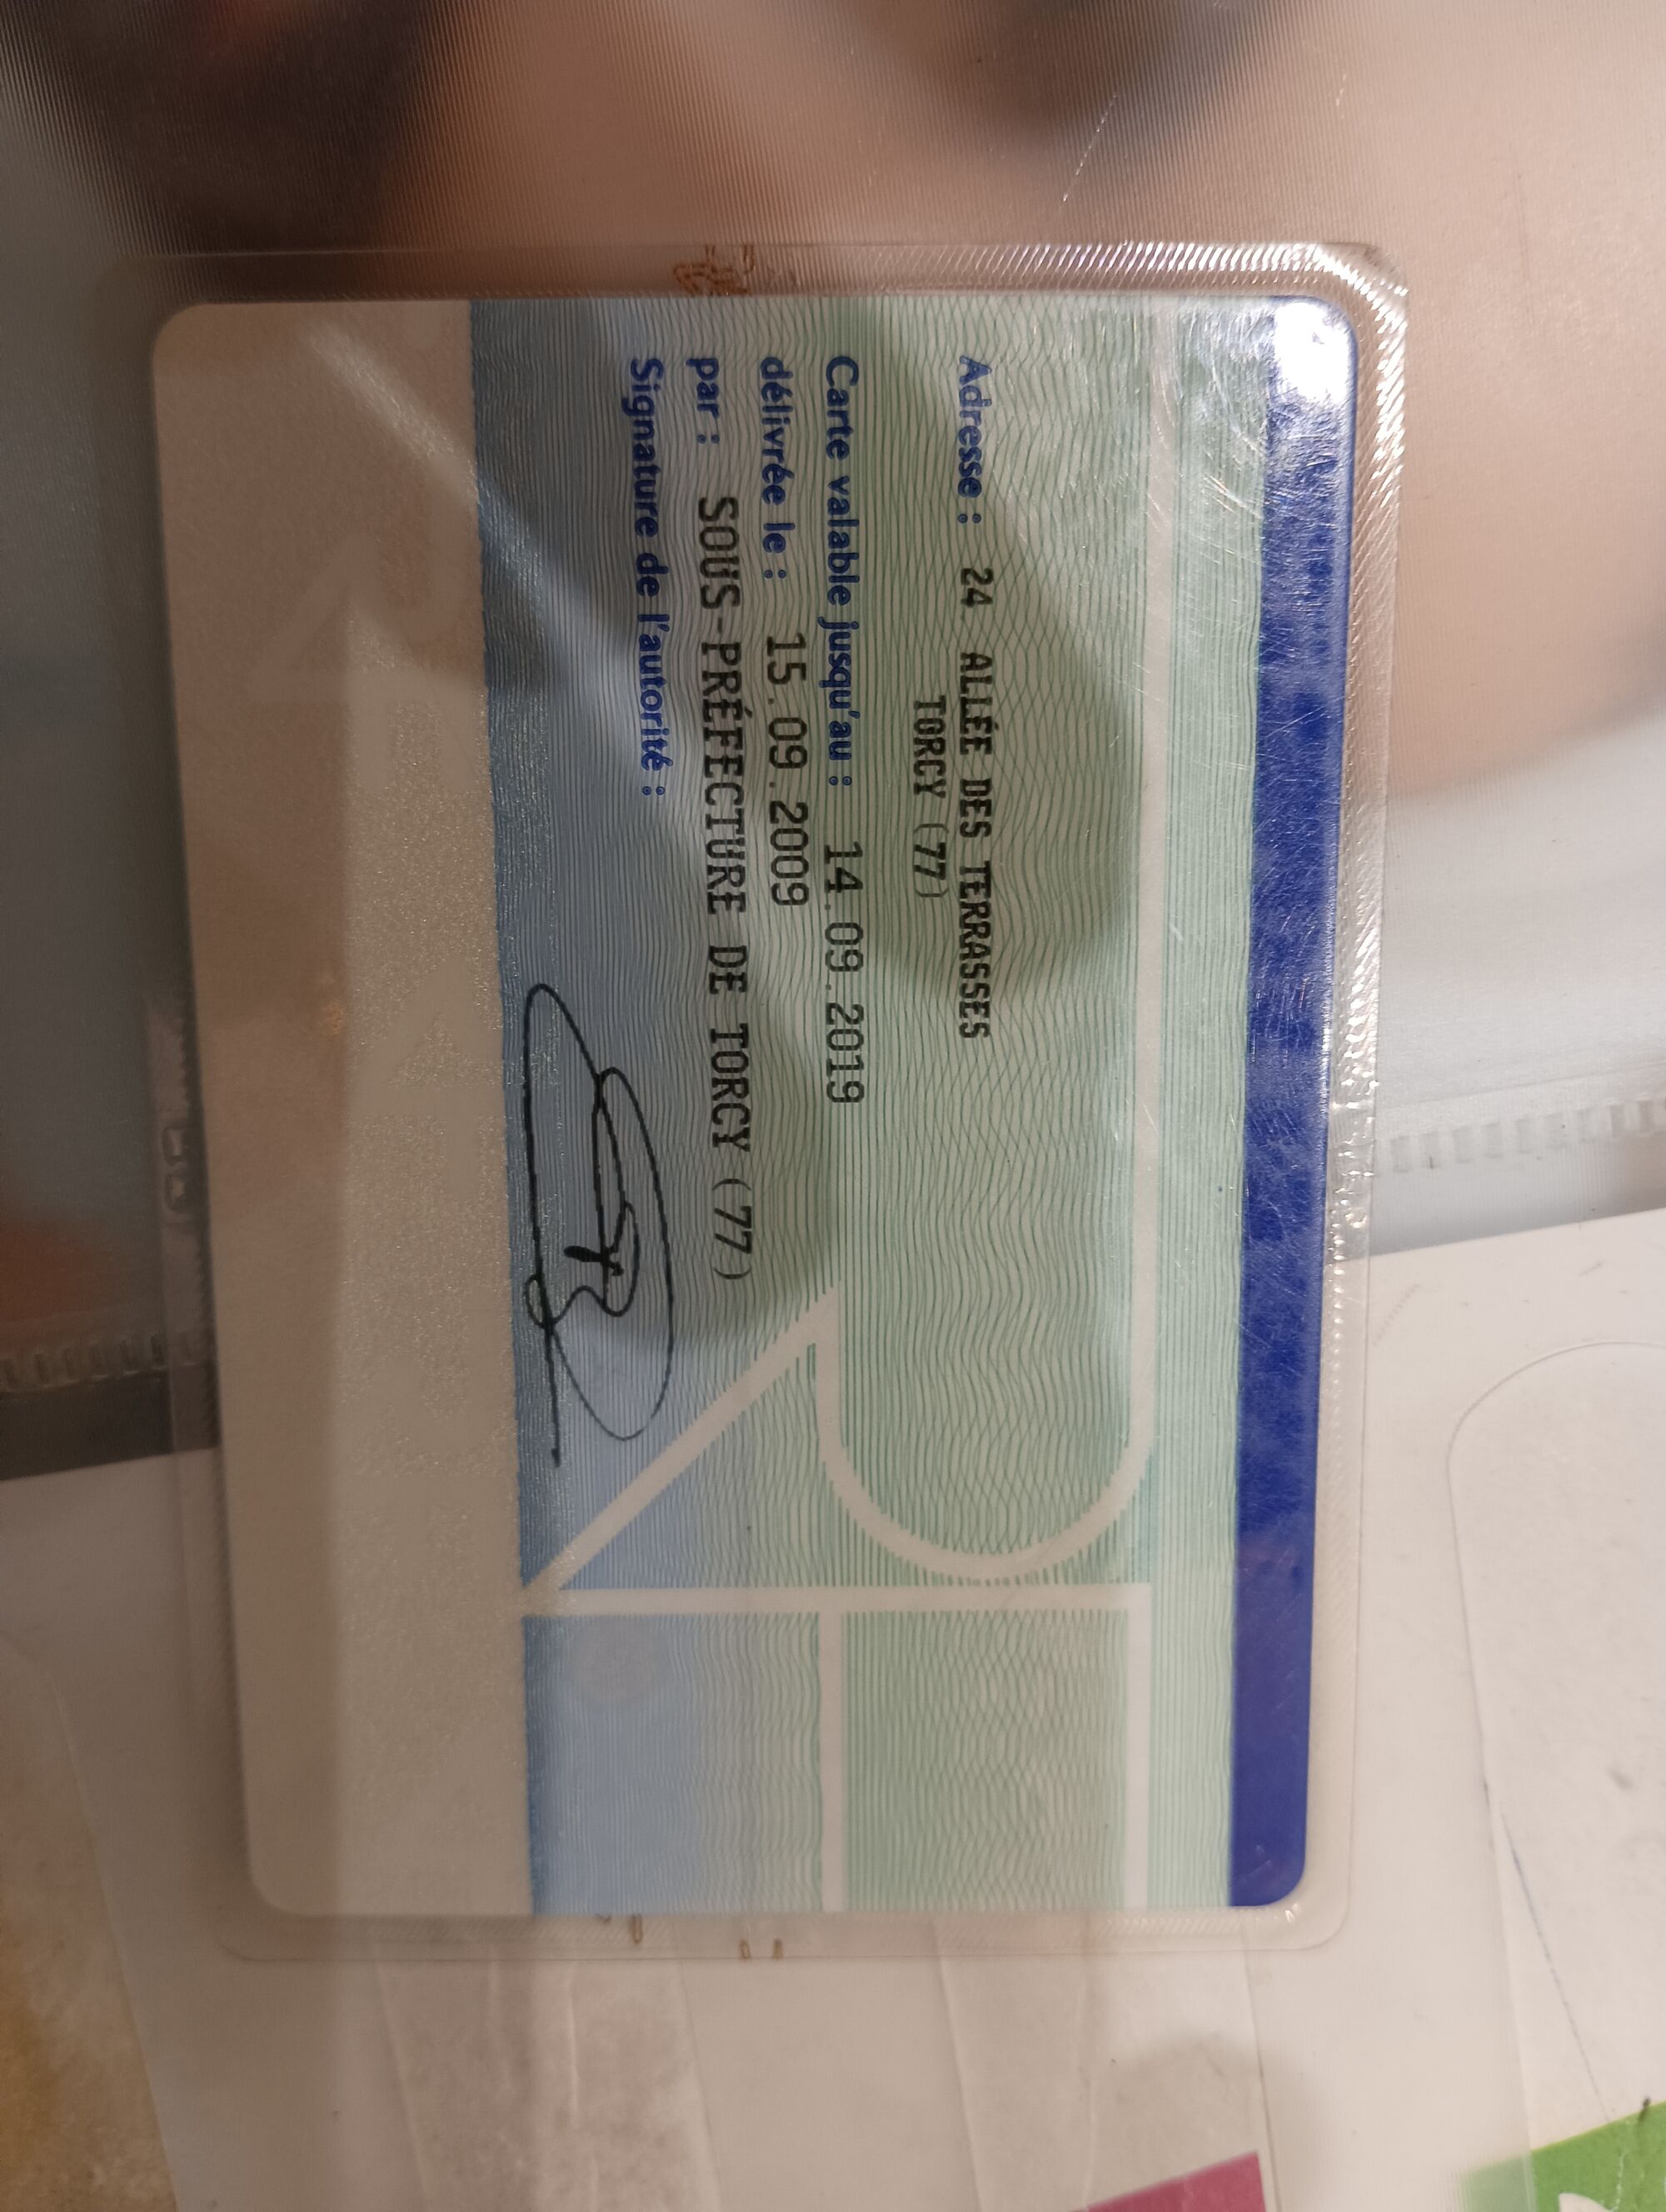 Adresse : 24. ALLÉE DES TERRASSES
TORCY (77)
Carte valable jusqu'au : 14.09.2019
délivrée le : 15.09.2009
par : SOUS-PRÉFECTURE DE TORCY (77)
Signature de l'autorité :